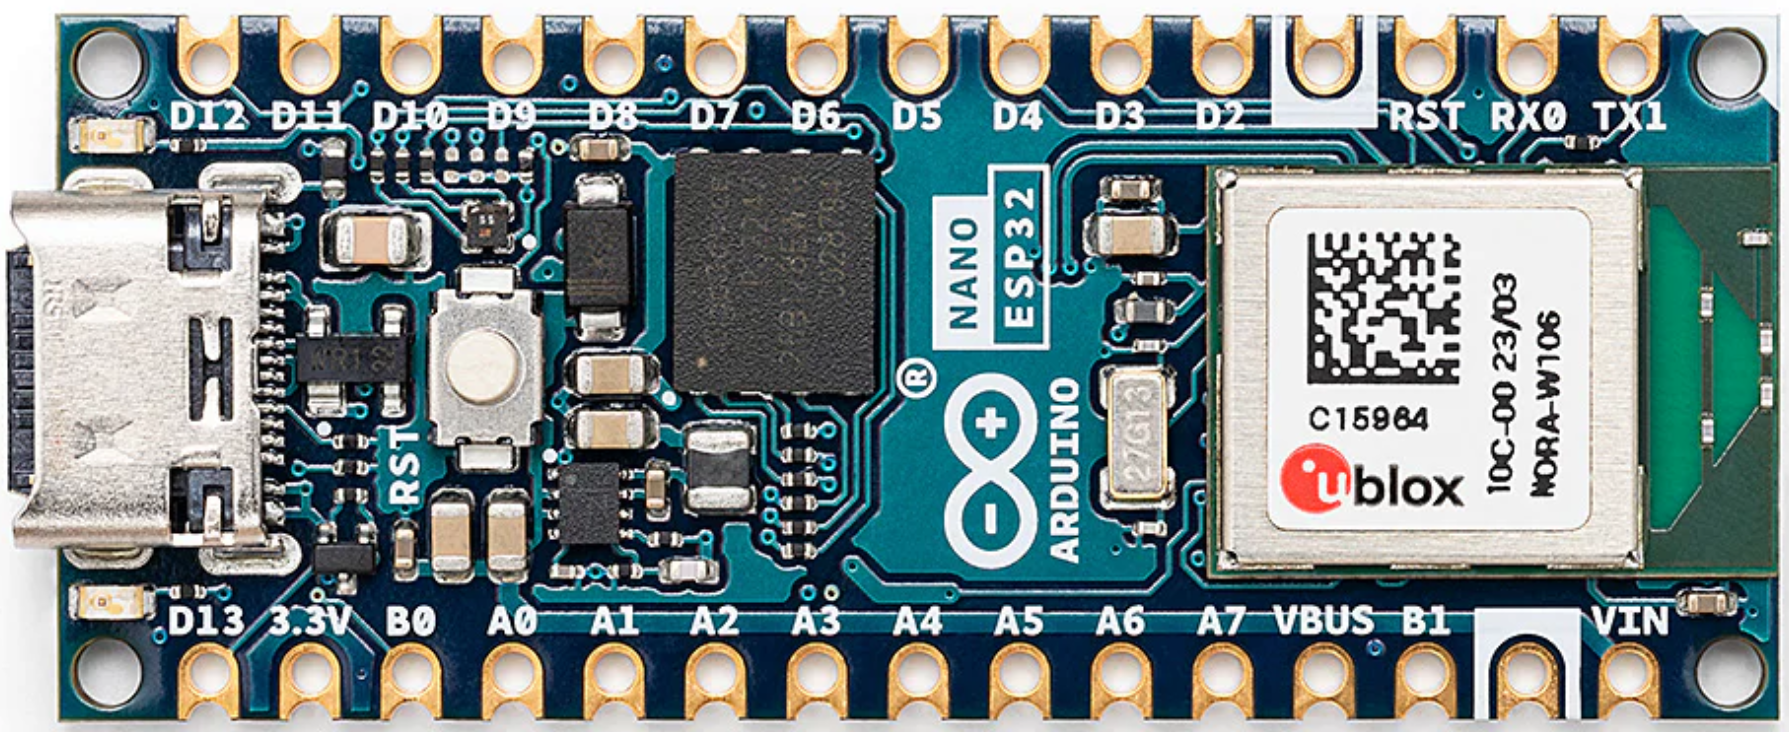 D12 D11 D10 D9 D8 D7 D6 D5 D4 D3 D2 RST RX0 TX1
NANO
ESP32
®
ARDUINO
RST
27G13
C15964
ublox
10C-00 23/03
NORA-W106
D13 3.3V B0 A0 A1 A2 A3 A4 A5 A6 A7 VBUS B1 VIN